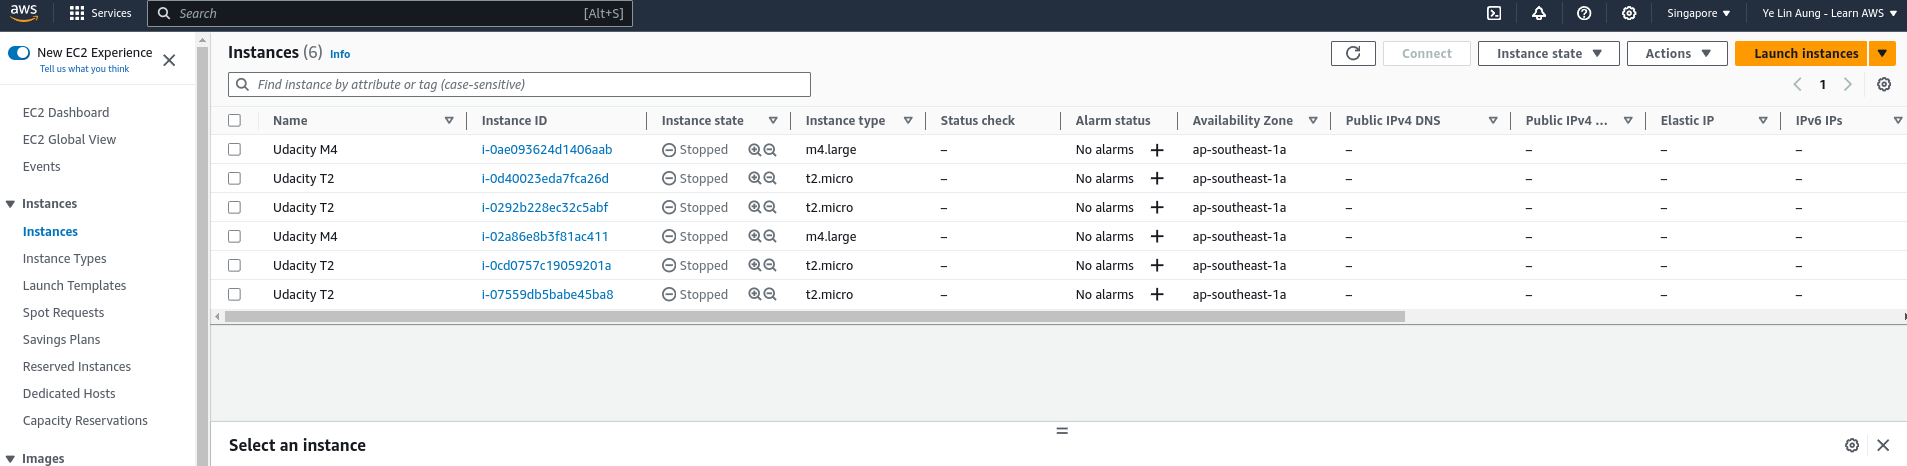 aws Services Search [Alt+S] Singapore Ye Lin Aung - Learn AWS
New EC2 Experience
Tell us what you think
EC2 Dashboard
EC2 Global View
Events
Instances
Instances
Instance Types
Launch Templates
Spot Requests
Savings Plans
Reserved Instances
Dedicated Hosts
Capacity Reservations
Images
Instances (6) Info Connect Instance state Actions Launch instances
Find instance by attribute or tag (case-sensitive) 1
Name Instance ID Instance state Instance type Status check Alarm status Availability Zone Public IPv4 DNS Public IPv4 ... Elastic IP IPv6 IPs
Udacity M4 i-0ae093624d1406aab Stopped m4.large – No alarms + ap-southeast-1a – – – –
Udacity T2 i-0d40023eda7fca26d Stopped t2.micro – No alarms + ap-southeast-1a – – – –
Udacity T2 i-0292b228ec32c5abf Stopped t2.micro – No alarms + ap-southeast-1a – – – –
Udacity M4 i-02a86e8b3f81ac411 Stopped m4.large – No alarms + ap-southeast-1a – – – –
Udacity T2 i-0cd0757c19059201a Stopped t2.micro – No alarms + ap-southeast-1a – – – –
Udacity T2 i-07559db5babe45ba8 Stopped t2.micro – No alarms + ap-southeast-1a – – – –
Select an instance